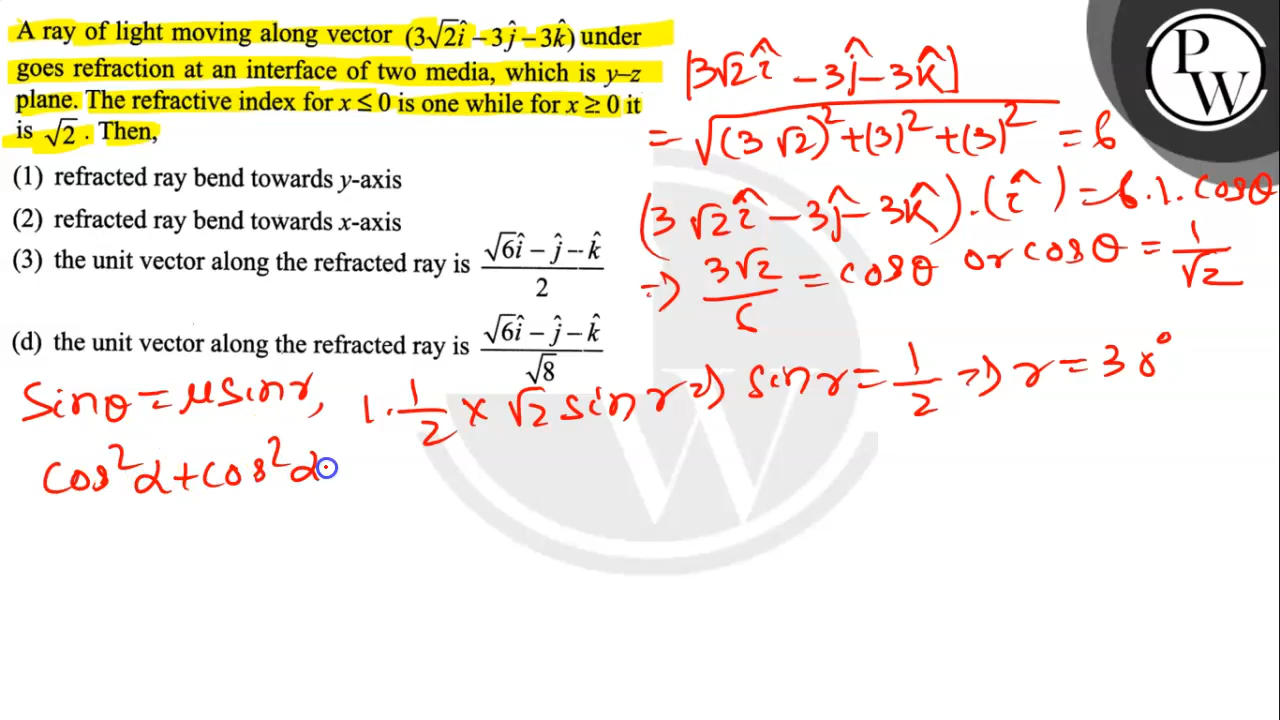 A ray of light moving along vector (3√2î − 3ĵ − 3k̂) under
goes refraction at an interface of two media, which is y–z
plane. The refractive index for x ≤ 0 is one while for x ≥ 0 it
is √2 . Then,
(1) refracted ray bend towards y-axis
(2) refracted ray bend towards x-axis
(3) the unit vector along the refracted ray is (√6î − ĵ − k̂)/2
(d) the unit vector along the refracted ray is (√6î − ĵ − k̂)/√8
|3√2î − 3ĵ − 3k̂|
= √((3√2)² + (3)² + (3)²) = 6
(3√2î − 3ĵ − 3k̂).(î) = 6.1.cosθ
⇒ 3√2/6 = cosθ or cosθ = 1/√2
Sinθ = μsinr, 1·1/2 × √2 sinr ⇒ sinr = 1/2 ⇒ r = 30°
cos²α + cos²α
P
W